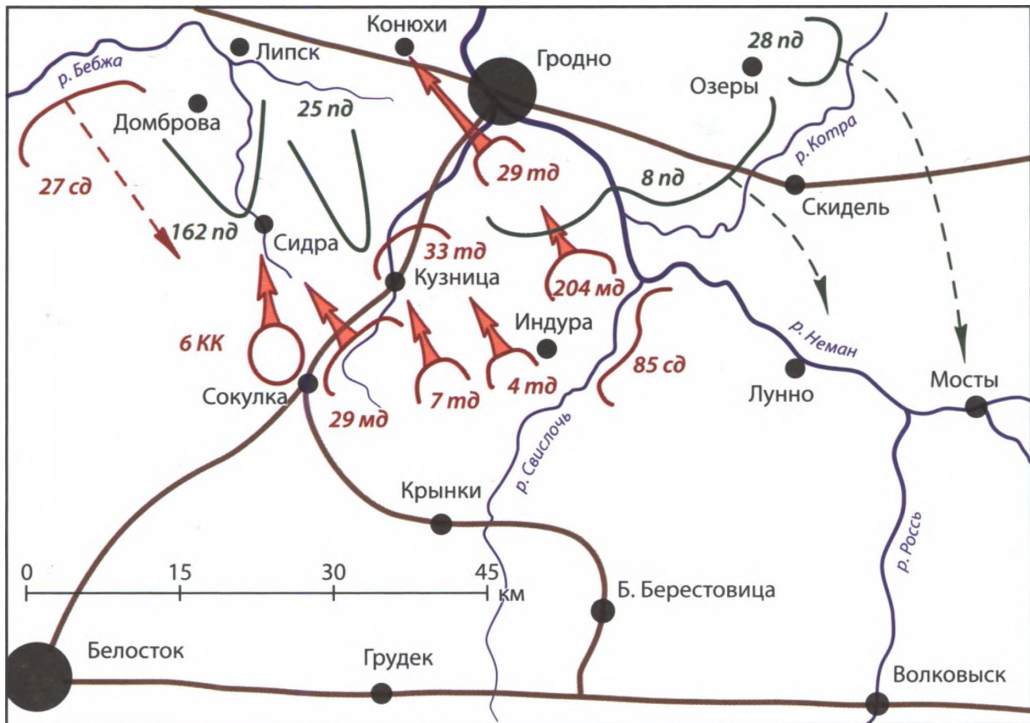 Конюхи
28 пд
р. Бебжа
Липск
Гродно
Озеры
Домброва
25 пд
р. Котра
27 сд
29 тд
8 пд
Скидель
162 пд
Сидра
33 тд
Кузница
204 мд
6 КК
Индура
р. Неман
85 сд
Сокулка
29 мд
7 тд
4 тд
Лунно
Мосты
р. Свислочь
Крынки
р. Россь
0 15 30 45
км
Б. Берестовица
Белосток
Грудек
Волковыск